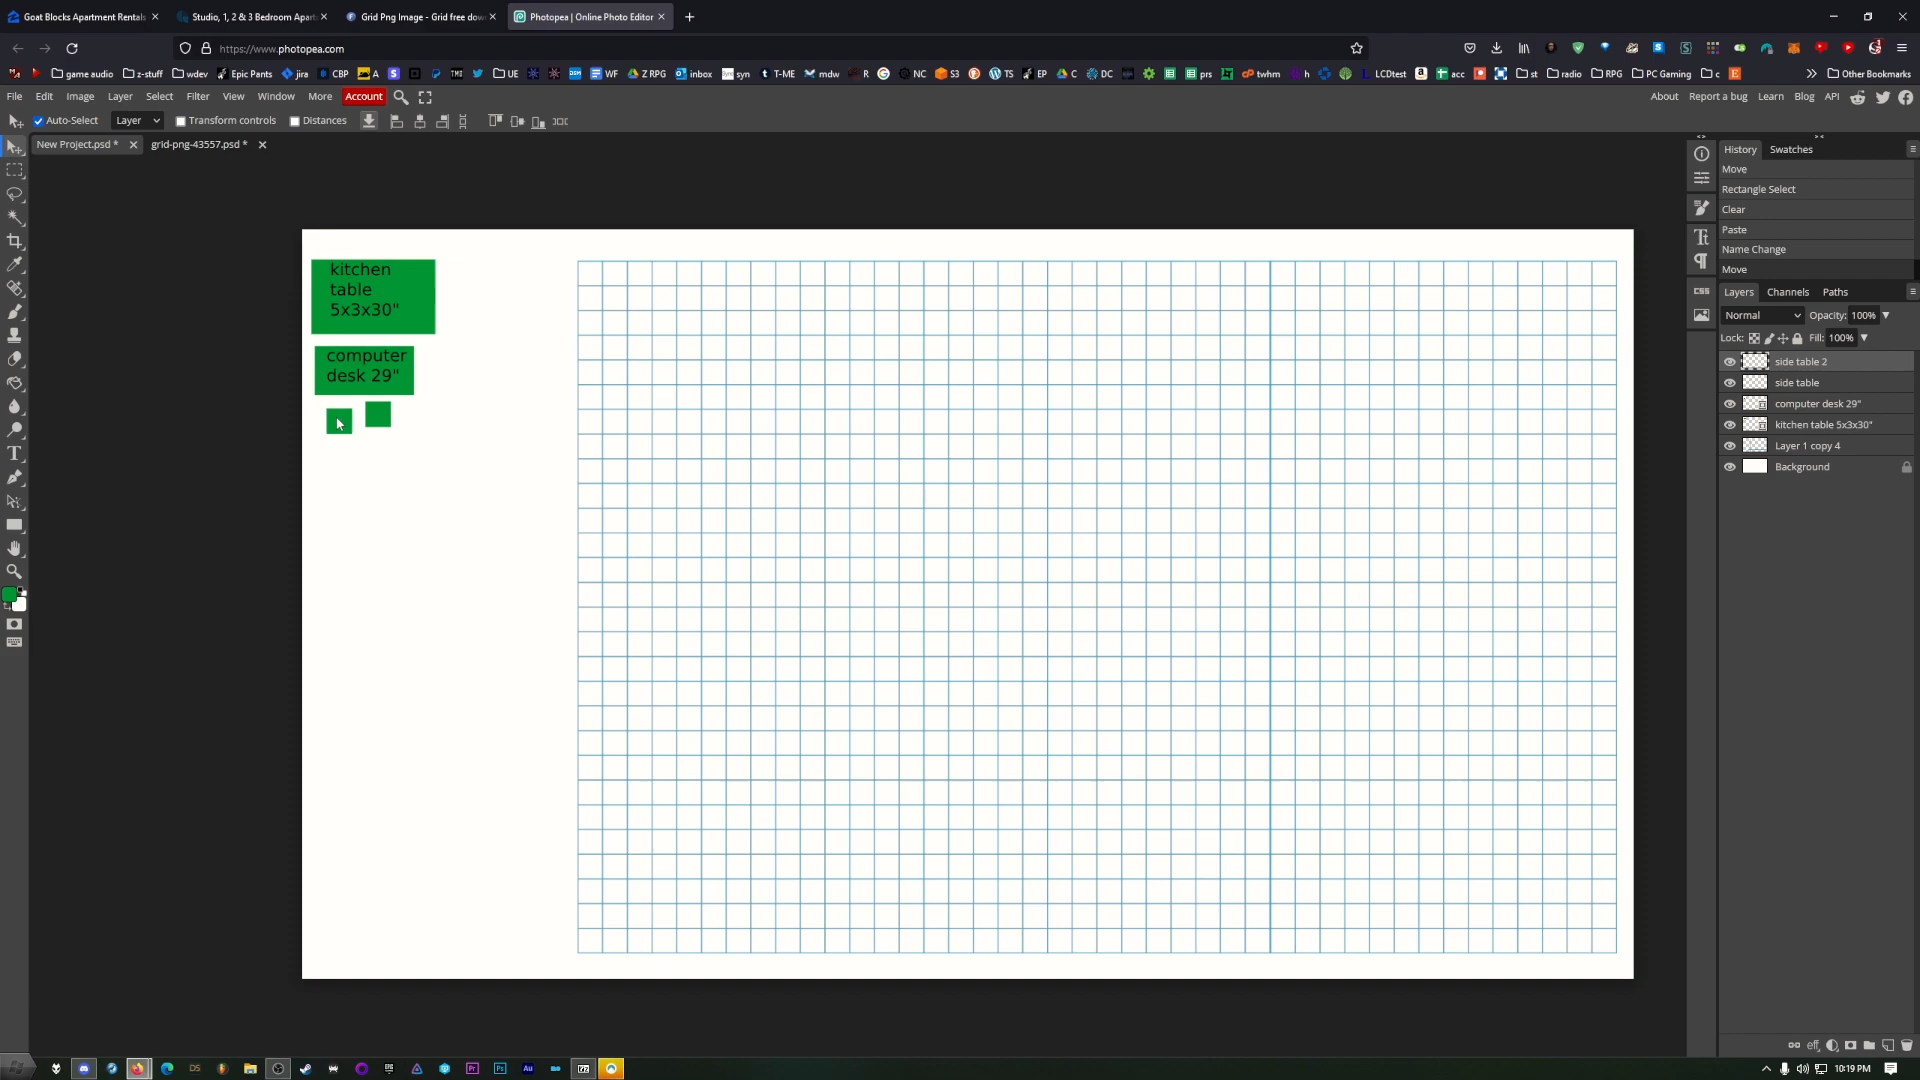 Goat Blocks Apartment Rentals
Studio, 1, 2 & 3 Bedroom Apart
Grid Png Image - Grid free dow
Photopea | Online Photo Editor
https://www.photopea.com
game audio
z-stuff
wdev
Epic Pants
jira
CBP
A
UE
WF
Z RPG
inbox
syn
T-ME
mdw
R
NC
S3
TS
EP
C
DC
prs
twhm
h
LCDtest
acc
st
radio
RPG
PC Gaming
c
Other Bookmarks
File Edit Image Layer Select Filter View Window More Account
About Report a bug Learn Blog API
Auto-Select Layer Transform controls Distances
New Project.psd *
grid-png-43557.psd *
History Swatches
Move
Rectangle Select
Clear
Paste
Name Change
Move
Layers Channels Paths
Normal Opacity: 100%
Lock: Fill: 100%
side table 2
side table
computer desk 29"
kitchen table 5x3x30"
Layer 1 copy 4
Background
kitchen
table
5x3x30"
computer
desk 29"
CSS
eff
10:19 PM